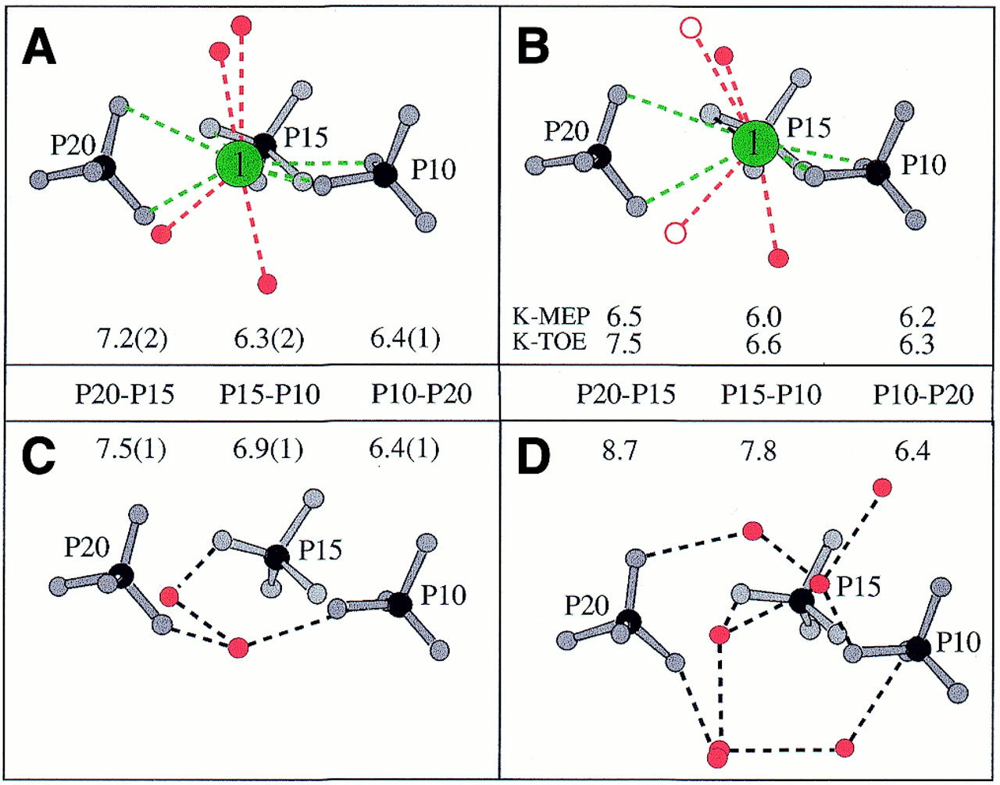 A
P20
1
P15
P10
7.2(2) 6.3(2) 6.4(1)
B
P20
1
P15
P10
K-MEP 6.5 6.0 6.2
K-TOE 7.5 6.6 6.3
P20-P15 P15-P10 P10-P20
P20-P15 P15-P10 P10-P20
C
7.5(1) 6.9(1) 6.4(1)
P20
P15
P10
D
8.7 7.8 6.4
P20
P15
P10